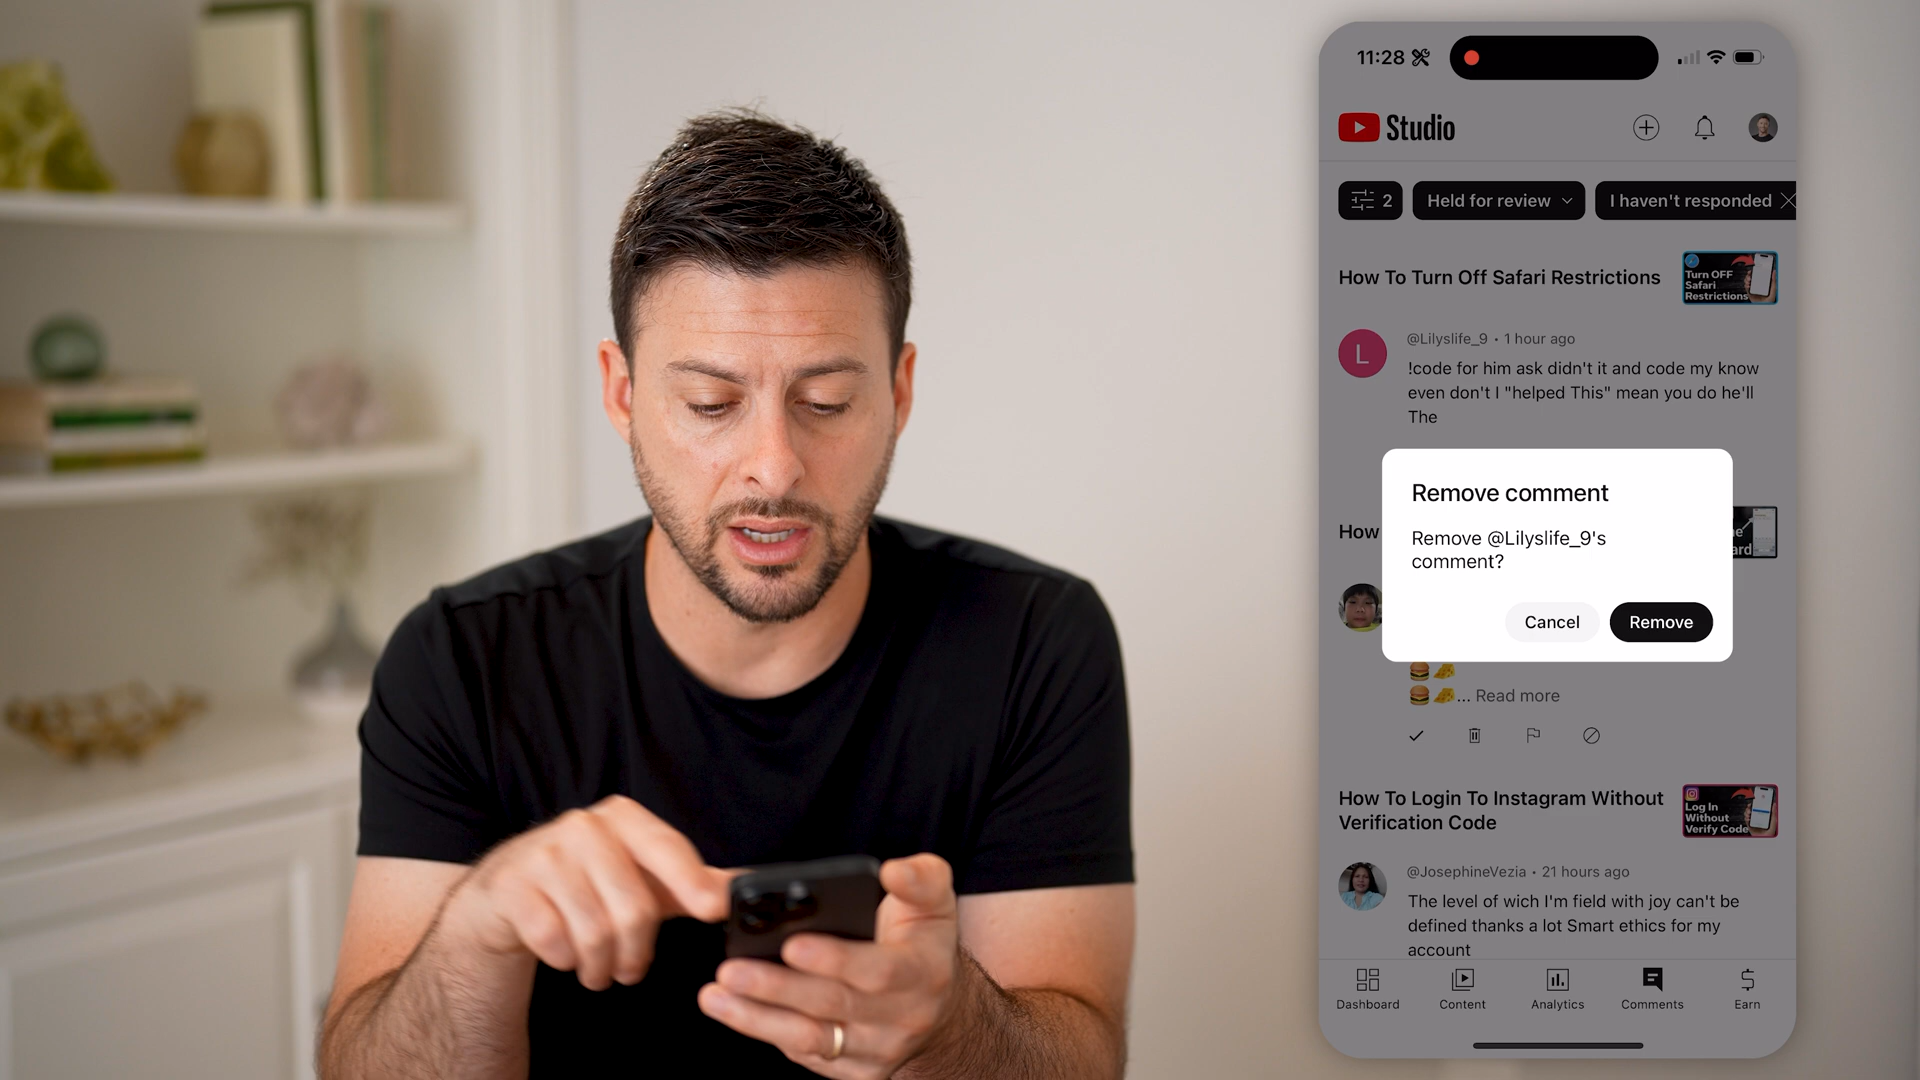 11:28
Studio
2
Held for review
I haven't responded
How To Turn Off Safari Restrictions
Turn OFF
Safari
Restrictions
@Lilyslife_9 • 1 hour ago
L
!code for him ask didn't it and code my know
even don't I "helped This" mean you do he'll
The
Remove comment
How
Remove @Lilyslife_9's
comment?
Cancel
Remove
... Read more
How To Login To Instagram Without
Verification Code
Log In
Without
Verify Code
@JosephineVezia • 21 hours ago
The level of wich I'm field with joy can't be
defined thanks a lot Smart ethics for my
account
Dashboard
Content
Analytics
Comments
Earn